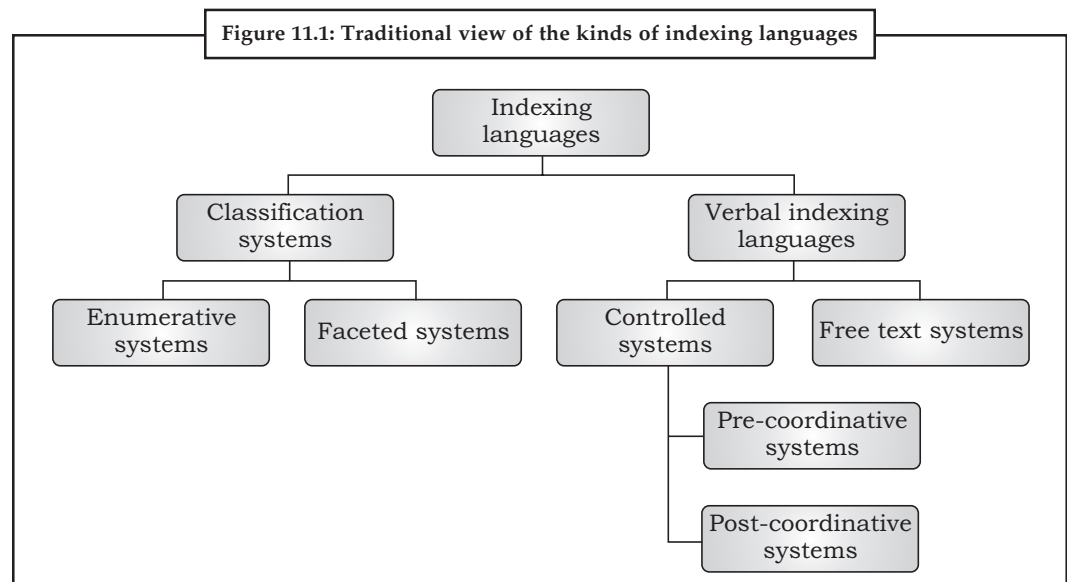 Figure 11.1: Traditional view of the kinds of indexing languages
Indexing
languages
Classification
systems
Verbal indexing
languages
Enumerative
systems
Faceted systems
Controlled
systems
Free text systems
Pre-coordinative
systems
Post-coordinative
systems